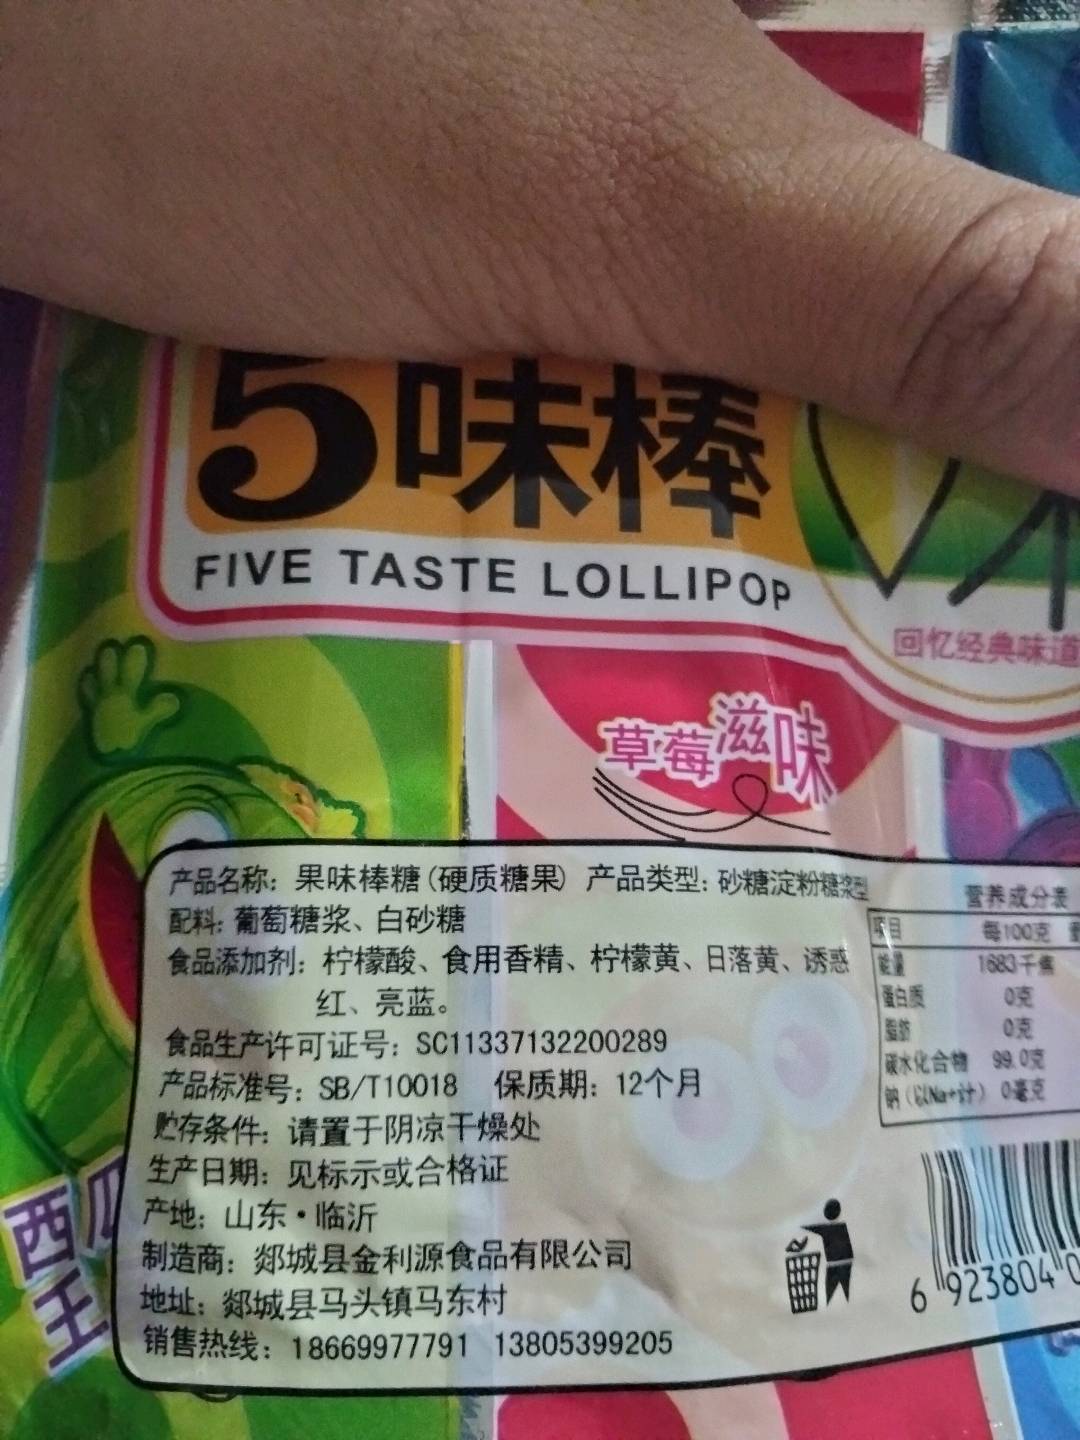 5味棒
FIVE TASTE LOLLIPOP
回忆经典味道
草莓滋味
产品名称：果味棒糖(硬质糖果) 产品类型：砂糖淀粉糖浆型
配料：葡萄糖浆、白砂糖
食品添加剂：柠檬酸、食用香精、柠檬黄、日落黄、诱惑
红、亮蓝。
食品生产许可证号：SC11337132200289
产品标准号：SB/T10018 保质期：12个月
贮存条件：请置于阴凉干燥处
生产日期：见标示或合格证
产地：山东·临沂
制造商：郯城县金利源食品有限公司
地址：郯城县马头镇马东村
销售热线：18669977791 13805399205
营养成分表
项目 每100克
能量 1683千焦
蛋白质 0克
脂肪 0克
碳水化合物 99.0克
钠(以Na+计) 0毫克
6 923804 0
西瓜
王